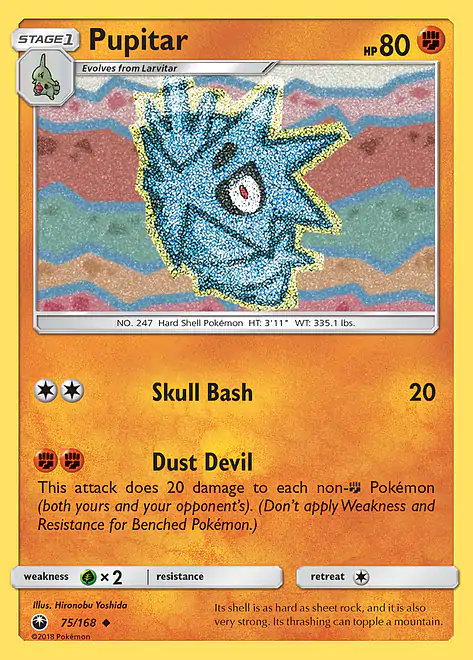 STAGE 1 Pupitar HP 80
Evolves from Larvitar
NO. 247 Hard Shell Pokémon HT: 3'11" WT: 335.1 lbs.
Skull Bash 20
Dust Devil
This attack does 20 damage to each non- Pokémon
(both yours and your opponent's). (Don't apply Weakness and
Resistance for Benched Pokémon.)
weakness × 2 resistance retreat
Illus. Hironobu Yoshida
75/168
©2018 Pokémon
Its shell is as hard as sheet rock, and it is also
very strong. Its thrashing can topple a mountain.